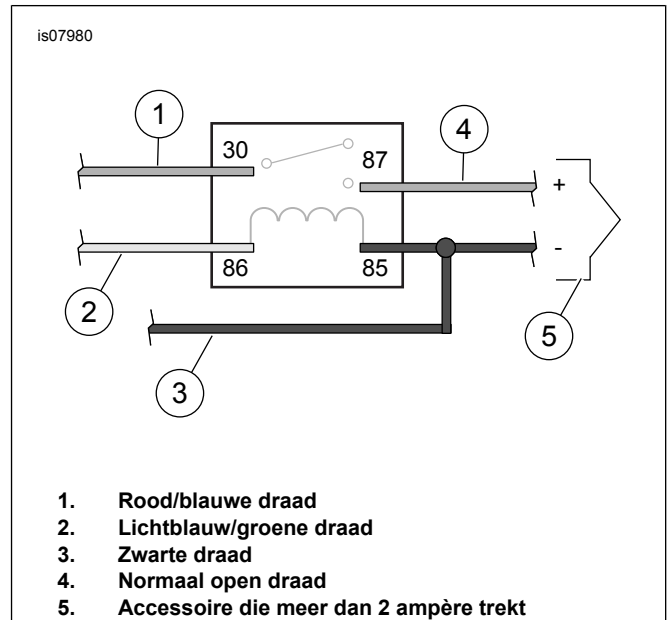 is07980
1
4
30
87
+
-
86
85
2
5
3
1. Rood/blauwe draad
2. Lichtblauw/groene draad
3. Zwarte draad
4. Normaal open draad
5. Accessoire die meer dan 2 ampère trekt